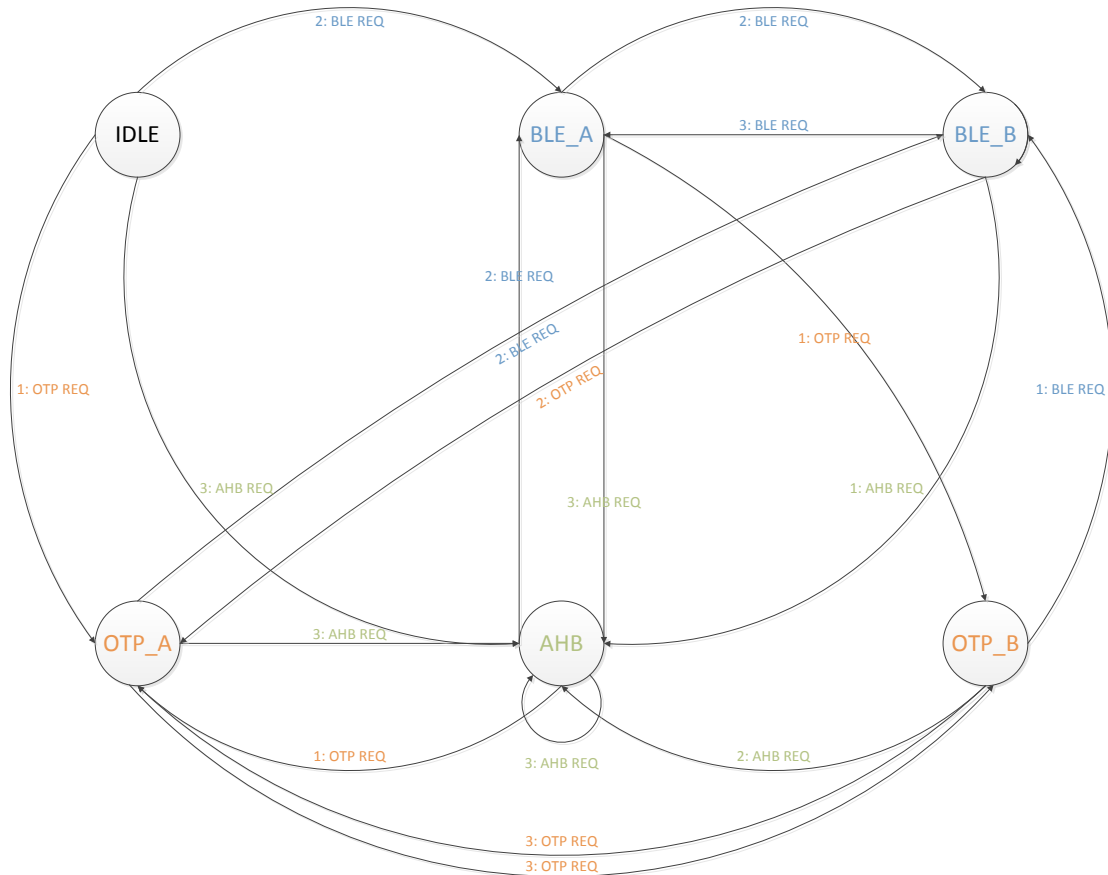 2: BLE REQ
2: BLE REQ
IDLE
BLE_A
3: BLE REQ
BLE_B
2: BLE REQ
2: BLE REQ
1: OTP REQ
2: OTP REQ
1: OTP REQ
1: BLE REQ
3: AHB REQ
3: AHB REQ
1: AHB REQ
OTP_A
3: AHB REQ
AHB
OTP_B
1: OTP REQ
3: AHB REQ
2: AHB REQ
3: OTP REQ
3: OTP REQ